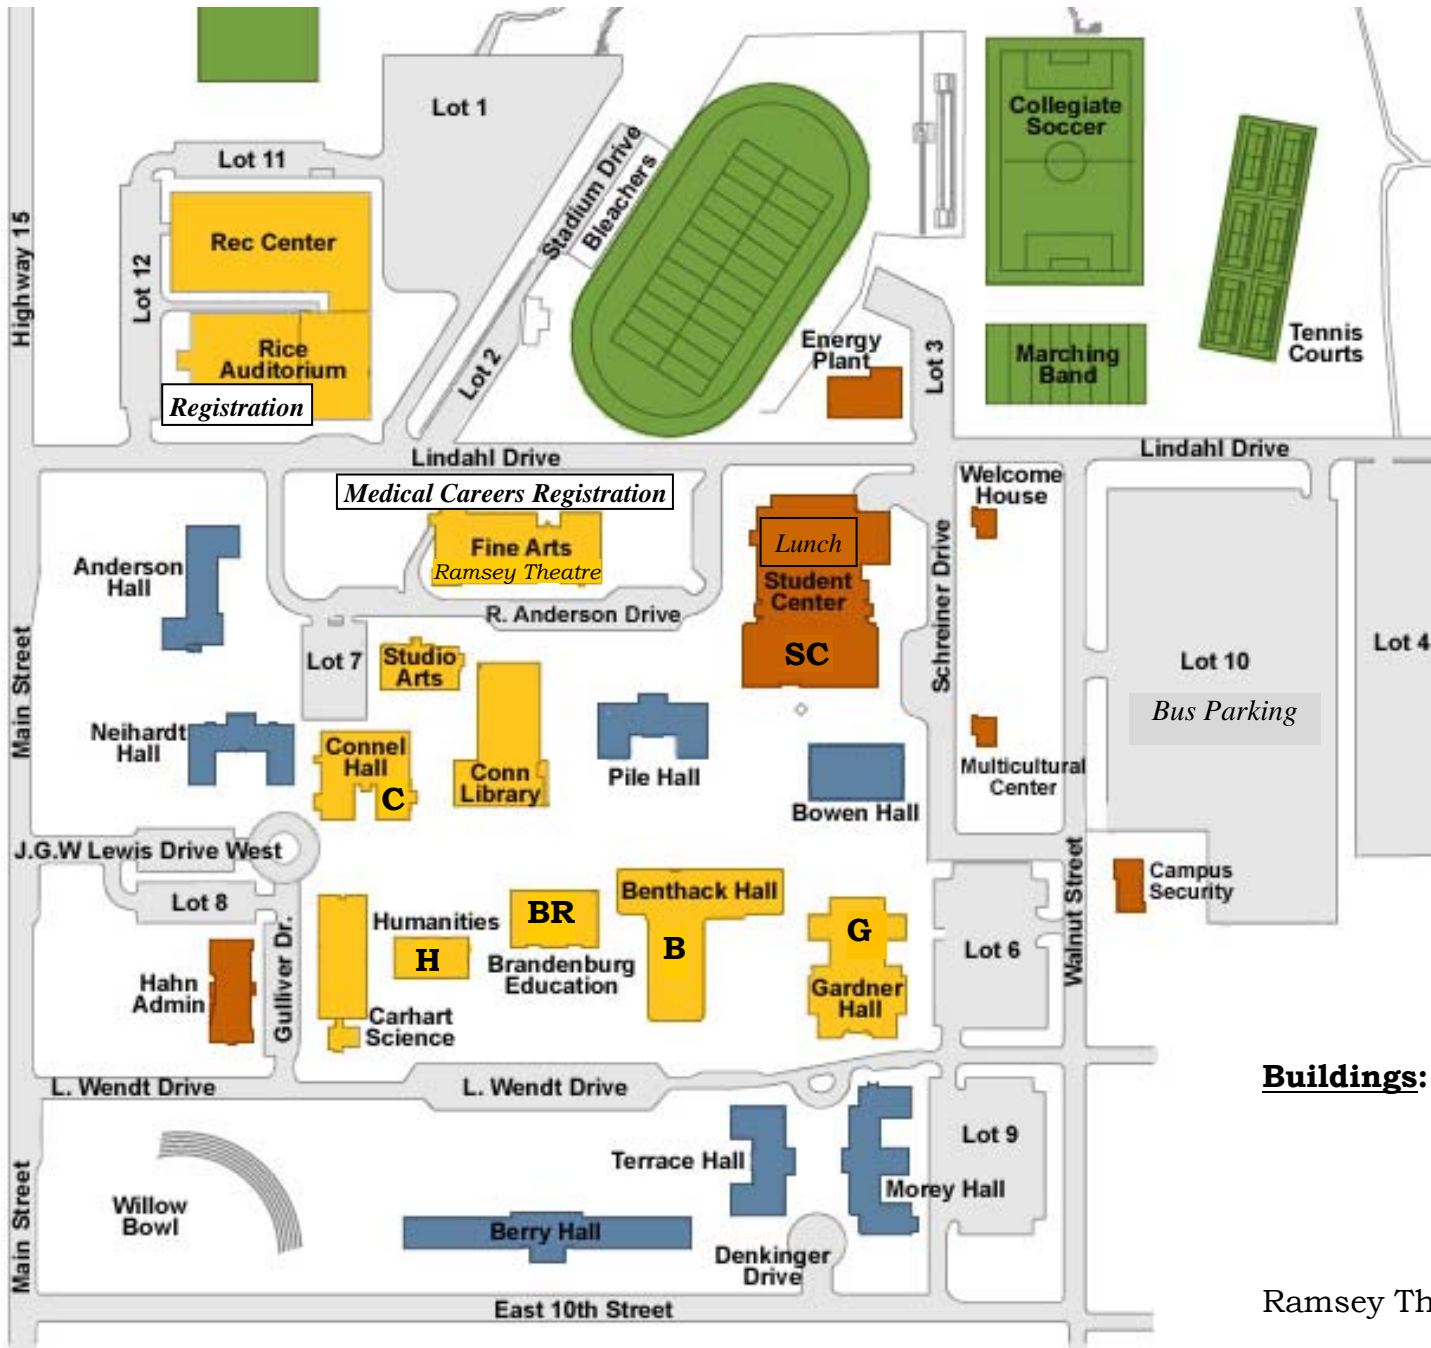 Lot 1
Collegiate
Soccer
Lot 11
Stadium Drive
Bleachers
Highway 15
Rec Center
Lot 12
Rice
Auditorium
Registration
Lot 2
Energy
Plant
Lot 3
Marching
Band
Tennis
Courts
Lindahl Drive
Lindahl Drive
Medical Careers Registration
Welcome
House
Fine Arts
Ramsey Theatre
Lunch
Student
Center
SC
Anderson
Hall
R. Anderson Drive
Schreiner Drive
Lot 4
Lot 10
Bus Parking
Main Street
Lot 7
Studio
Arts
Neihardt
Hall
Connel
Hall
C
Conn
Library
Pile Hall
Bowen Hall
Multicultural
Center
J.G.W Lewis Drive West
Walnut Street
Campus
Security
Lot 8
Gulliver Dr.
Humanities
H
BR
Brandenburg
Education
Benthack Hall
B
G
Gardner
Hall
Lot 6
Hahn
Admin
Carhart
Science
L. Wendt Drive
L. Wendt Drive
Buildings:
Lot 9
Terrace Hall
Morey Hall
Willow
Bowl
Berry Hall
Denkinger
Drive
Main Street
East 10th Street
Ramsey Th